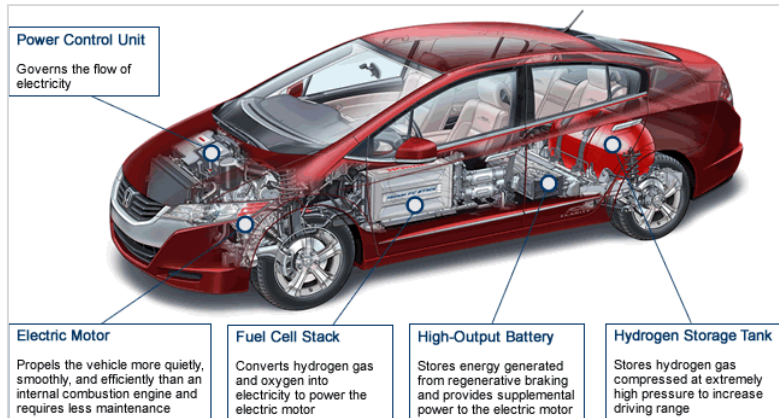 Power Control Unit
Governs the flow of
electricity
Electric Motor
Propels the vehicle more quietly,
smoothly, and efficiently than an
internal combustion engine and
requires less maintenance
Fuel Cell Stack
Converts hydrogen gas
and oxygen into
electricity to power the
electric motor
High-Output Battery
Stores energy generated
from regenerative braking
and provides supplemental
power to the electric motor
Hydrogen Storage Tank
Stores hydrogen gas
compressed at extremely
high pressure to increase
driving range